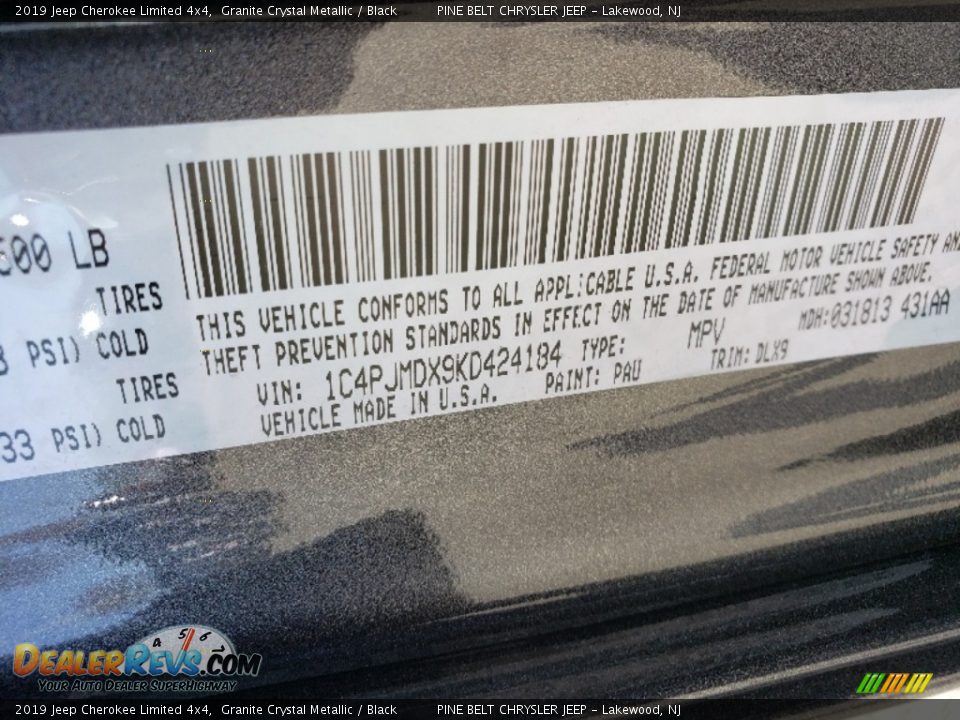 2019 Jeep Cherokee Limited 4x4, Granite Crystal Metallic / Black PINE BELT CHRYSLER JEEP - Lakewood, NJ
600 LB
TIRES
PSI) COLD
TIRES
33 PSI) COLD
THIS VEHICLE CONFORMS TO ALL APPLICABLE U.S.A. FEDERAL MOTOR VEHICLE SAFETY AND
THEFT PREVENTION STANDARDS IN EFFECT ON THE DATE OF MANUFACTURE SHOWN ABOVE.
VIN: 1C4PJMDX9KD424184 TYPE: MPV MDH:031813 431AA
VEHICLE MADE IN U.S.A. PAINT: PAU TRIM: DLX9
4 5 6
DEALERREVS.COM
YOUR AUTO DEALER SUPERHIGHWAY
2019 Jeep Cherokee Limited 4x4, Granite Crystal Metallic / Black PINE BELT CHRYSLER JEEP - Lakewood, NJ